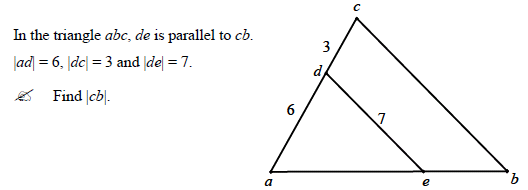 In the triangle abc, de is parallel to cb.
|ad| = 6, |dc| = 3 and |de| = 7.
Find |cb|.
c
3
d
6
7
a
e
b